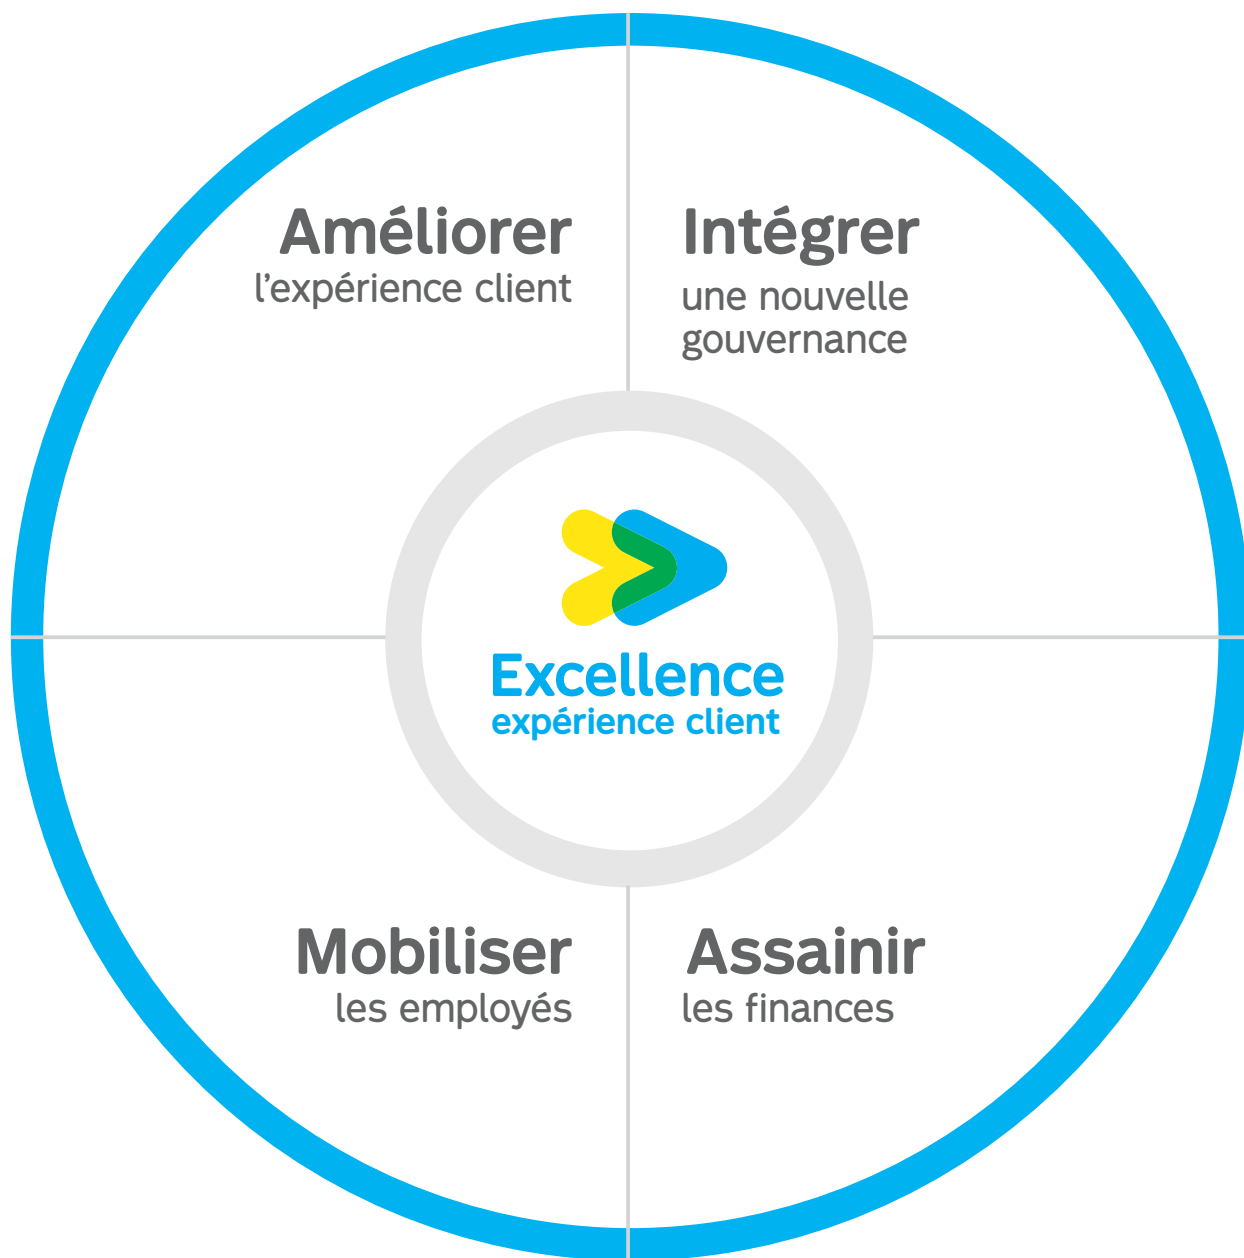 Améliorer
l'expérience client
Intégrer
une nouvelle
gouvernance
Excellence
expérience client
Mobiliser
les employés
Assainir
les finances